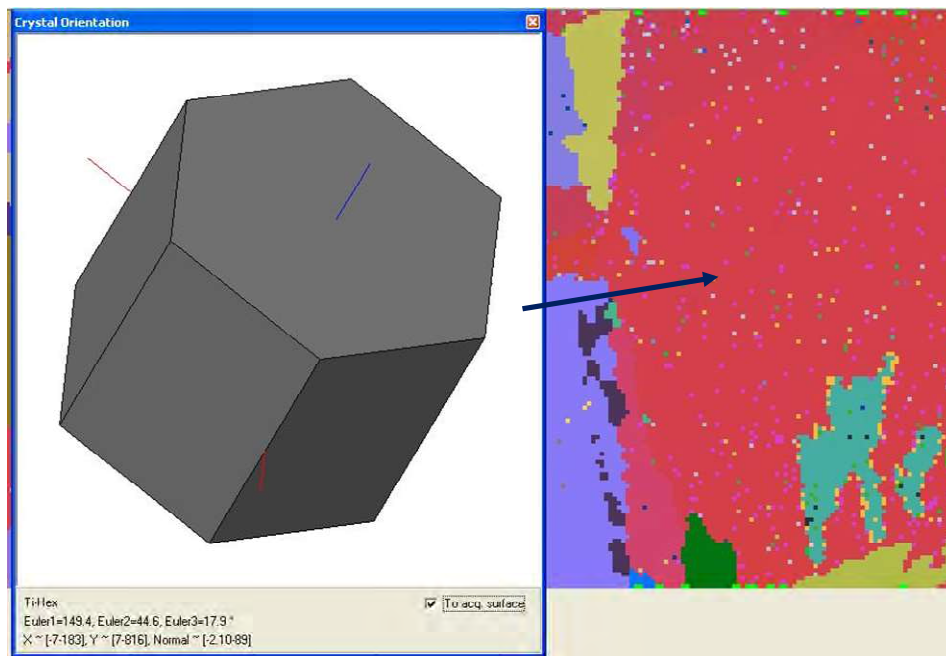 Crystal Orientation
Ti-Hex
To acq. surface
Euler1=149.4, Euler2=44.6, Euler3=17.9 °
X ~ [-7-183], Y ~ [7-816], Normal ~ [-2.10-89]